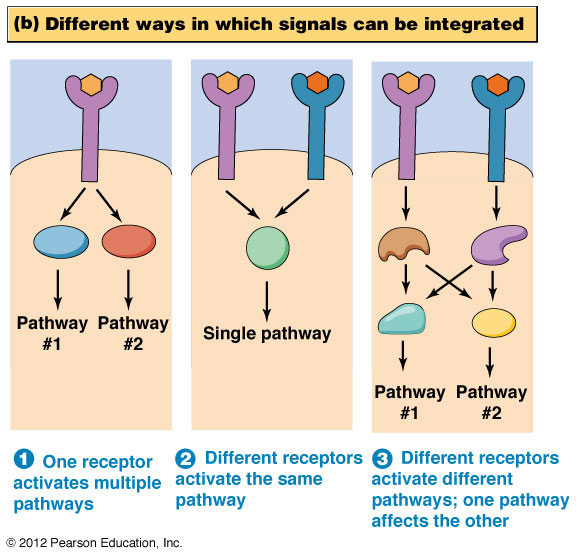 (b) Different ways in which signals can be integrated
Pathway
#1
Pathway
#2
Single pathway
Pathway
#1
Pathway
#2
1 One receptor
activates multiple
pathways
2 Different receptors
activate the same
pathway
3 Different receptors
activate different
pathways; one pathway
affects the other
© 2012 Pearson Education, Inc.